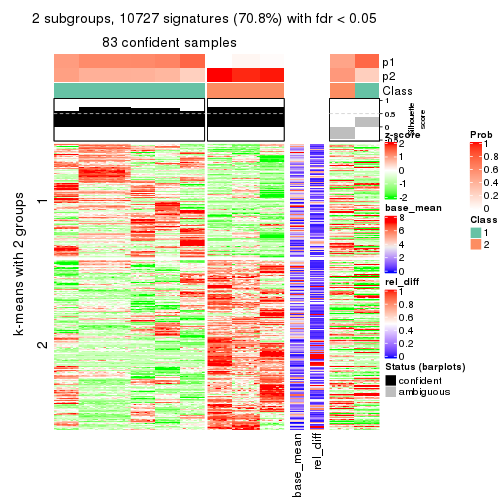 2 subgroups, 10727 signatures (70.8%) with fdr < 0.05
83 confident samples
p1
p2
Class
1
0.5
0
Silhouette
score
k-means with 2 groups
1
2
base_mean
rel_diff
z-score
2
1
0
-1
-2
base_mean
8
6
4
2
0
rel_diff
1
0.8
0.6
0.4
0.2
0
Status (barplots)
confident
ambiguous
Prob
1
0.8
0.6
0.4
0.2
0
Class
1
2